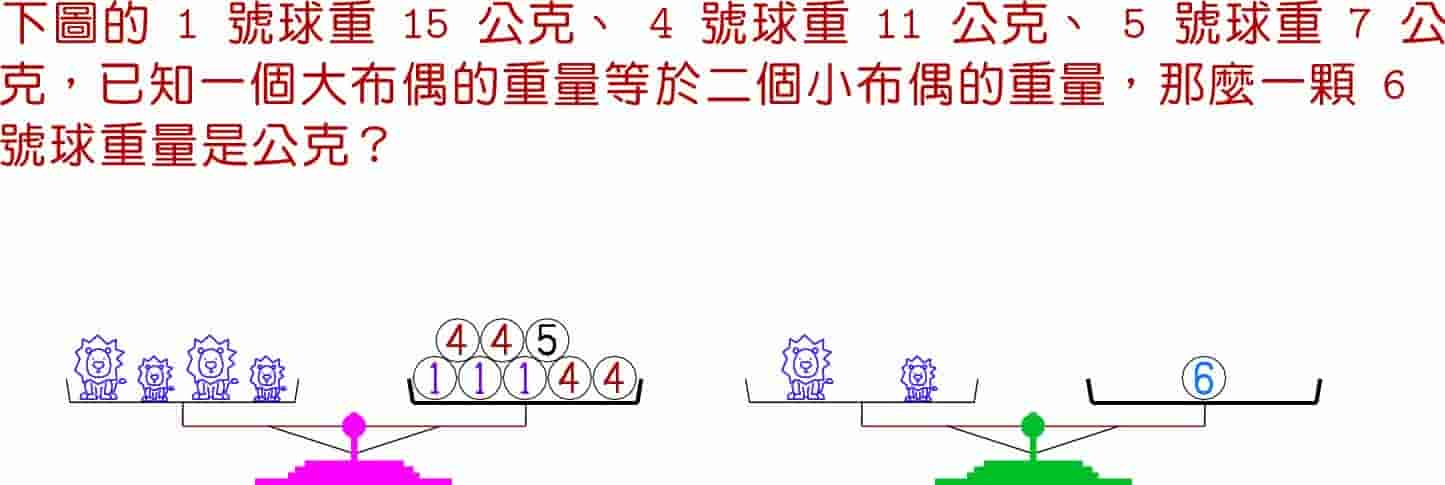 下圖的 1 號球重 15 公克、 4 號球重 11 公克、 5 號球重 7 公
克，已知一個大布偶的重量等於二個小布偶的重量，那麼一顆 6
號球重量是公克？
4 4 5
1 1 1 4 4
6